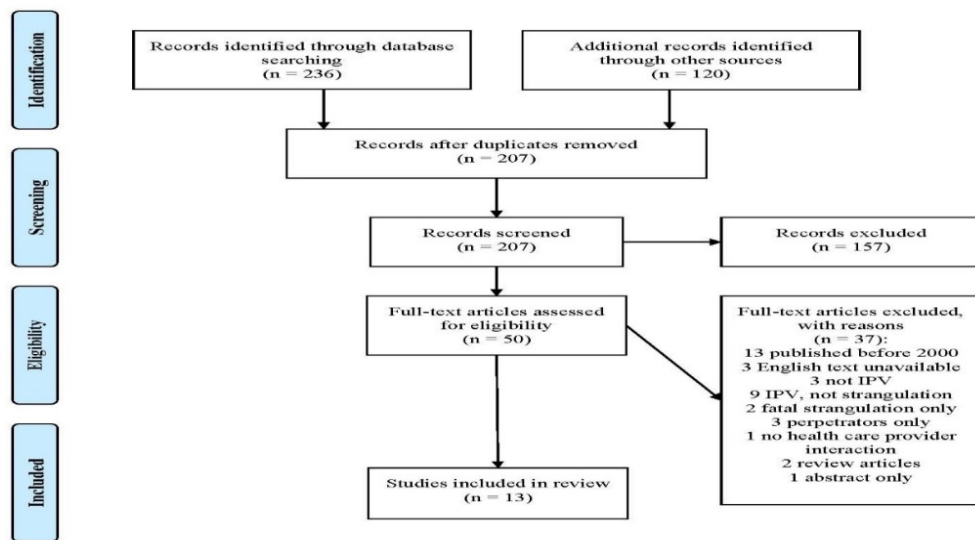 Identification
Records identified through database
searching
(n = 236)
Additional records identified
through other sources
(n = 120)
Records after duplicates removed
(n = 207)
Screening
Records screened
(n = 207)
Records excluded
(n = 157)
Eligibility
Full-text articles assessed
for eligibility
(n = 50)
Full-text articles excluded,
with reasons
(n = 37):
13 published before 2000
3 English text unavailable
3 not IPV
9 IPV, not strangulation
2 fatal strangulation only
3 perpetrators only
1 no health care provider
interaction
2 review articles
1 abstract only
Included
Studies included in review
(n = 13)